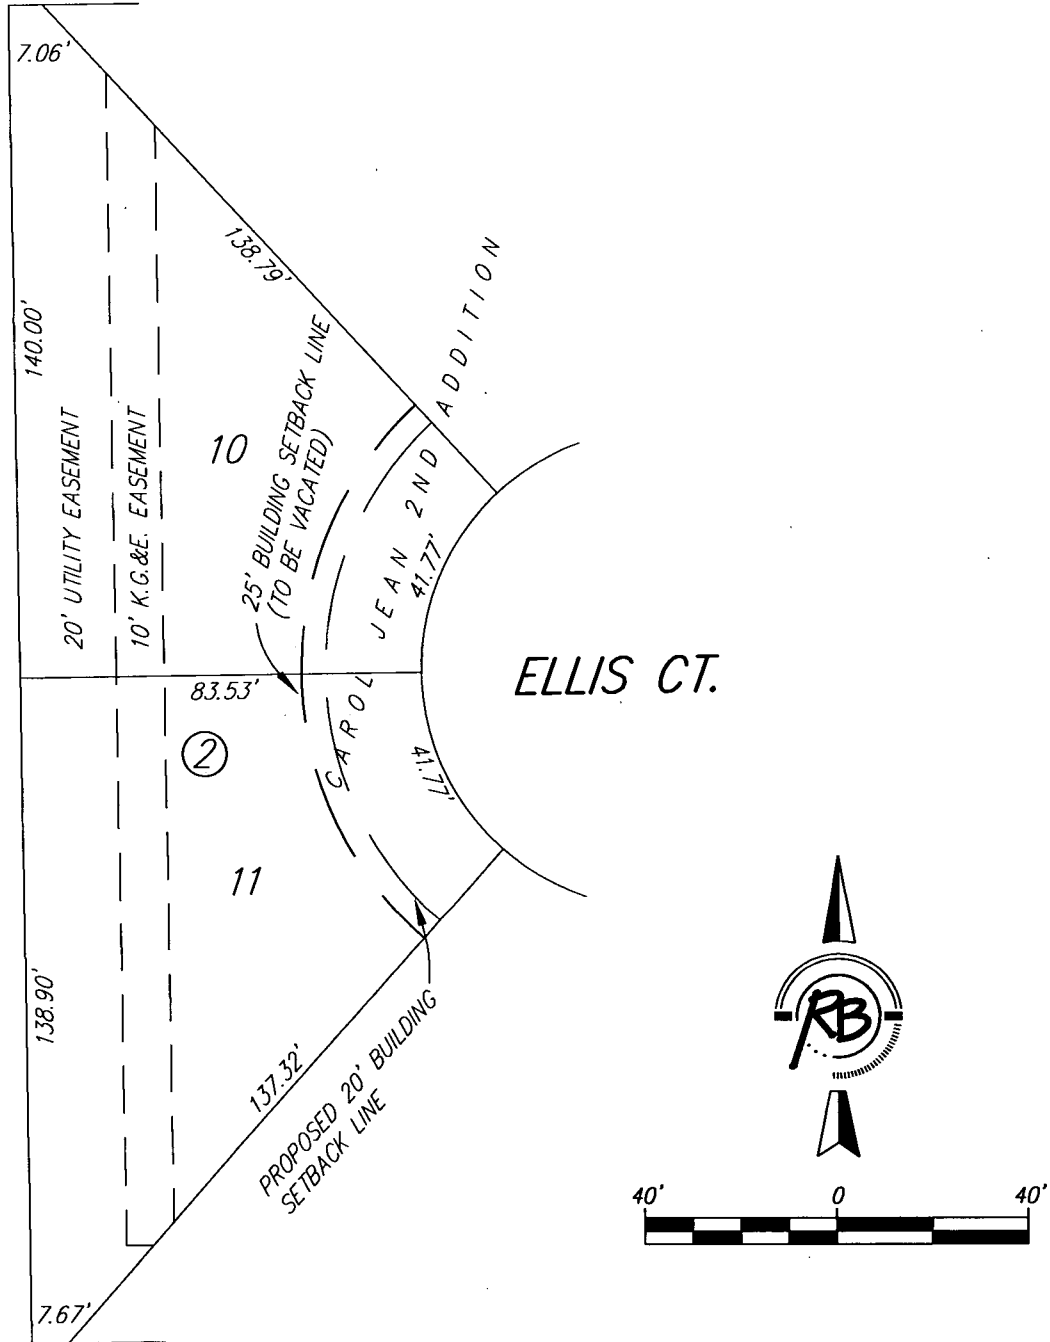 7.06'
138.79'
140.00'
20' UTILITY EASEMENT
10' K.G.&E. EASEMENT
10
25' BUILDING SETBACK LINE
(TO BE VACATED)
CAROL JEAN 2ND ADDITION
41.77'
83.53'
ELLIS CT.
2
41.77'
11
138.90'
137.32'
PROPOSED 20' BUILDING
SETBACK LINE
7.67'
RB
40' 0 40'